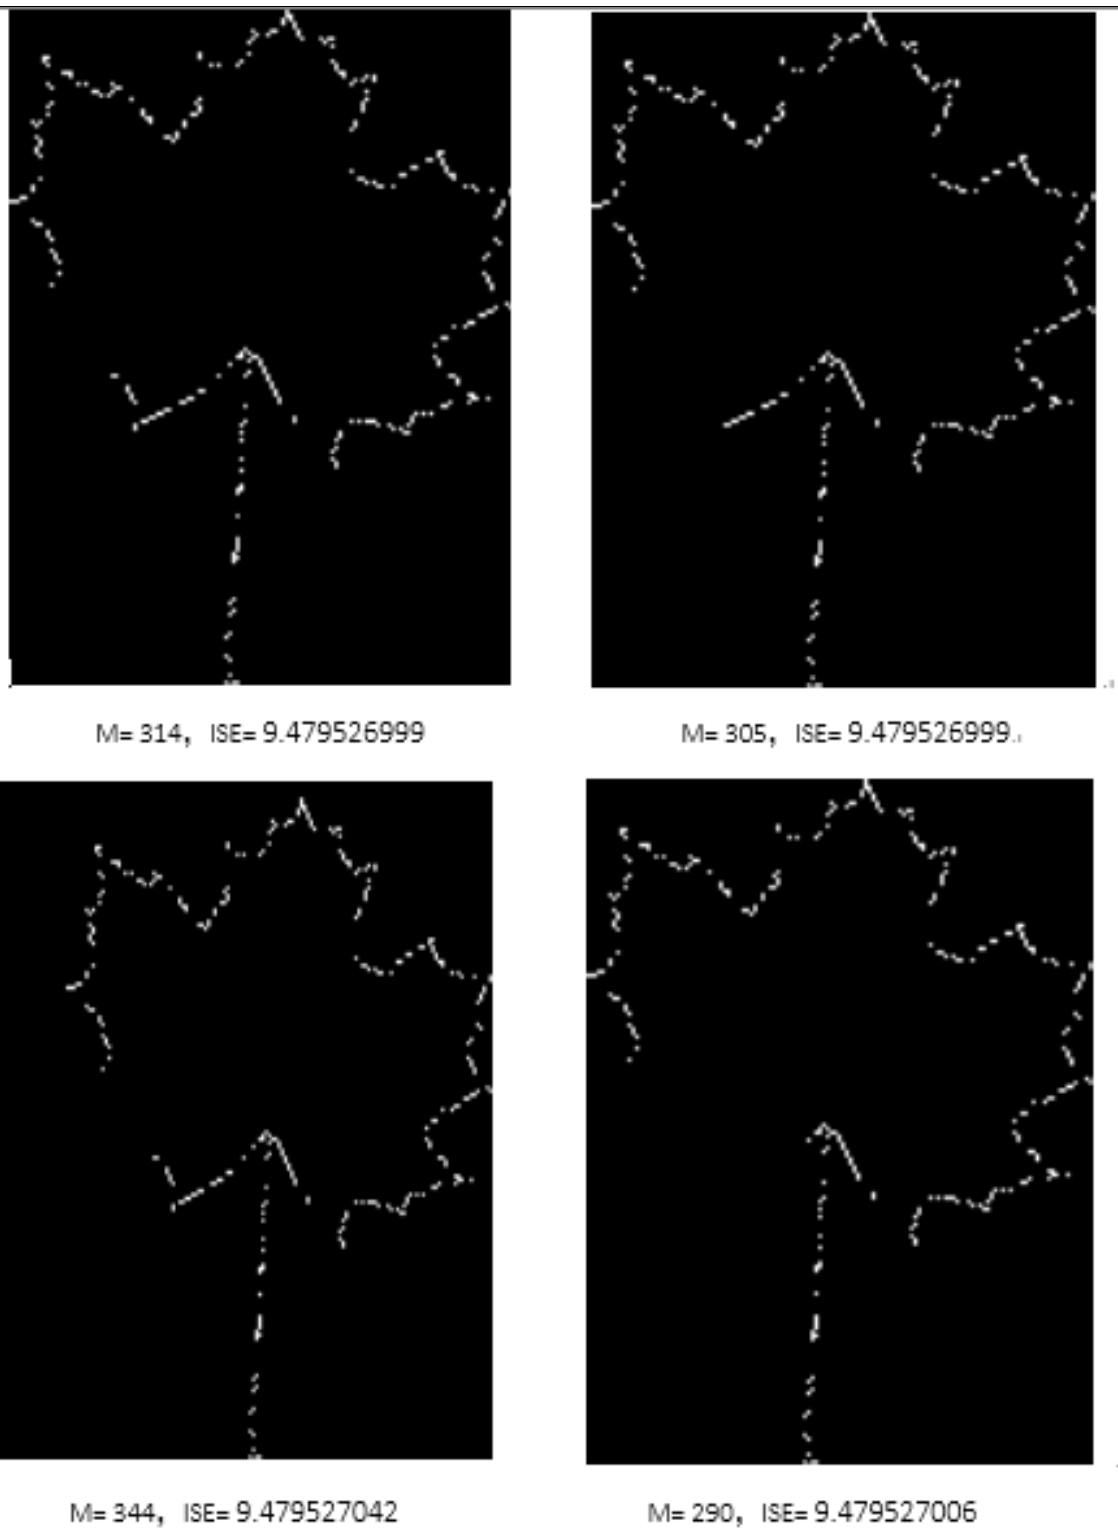 M= 314, ISE= 9.479526999
M= 305, ISE= 9.479526999
M= 344, ISE= 9.479527042
M= 290, ISE= 9.479527006